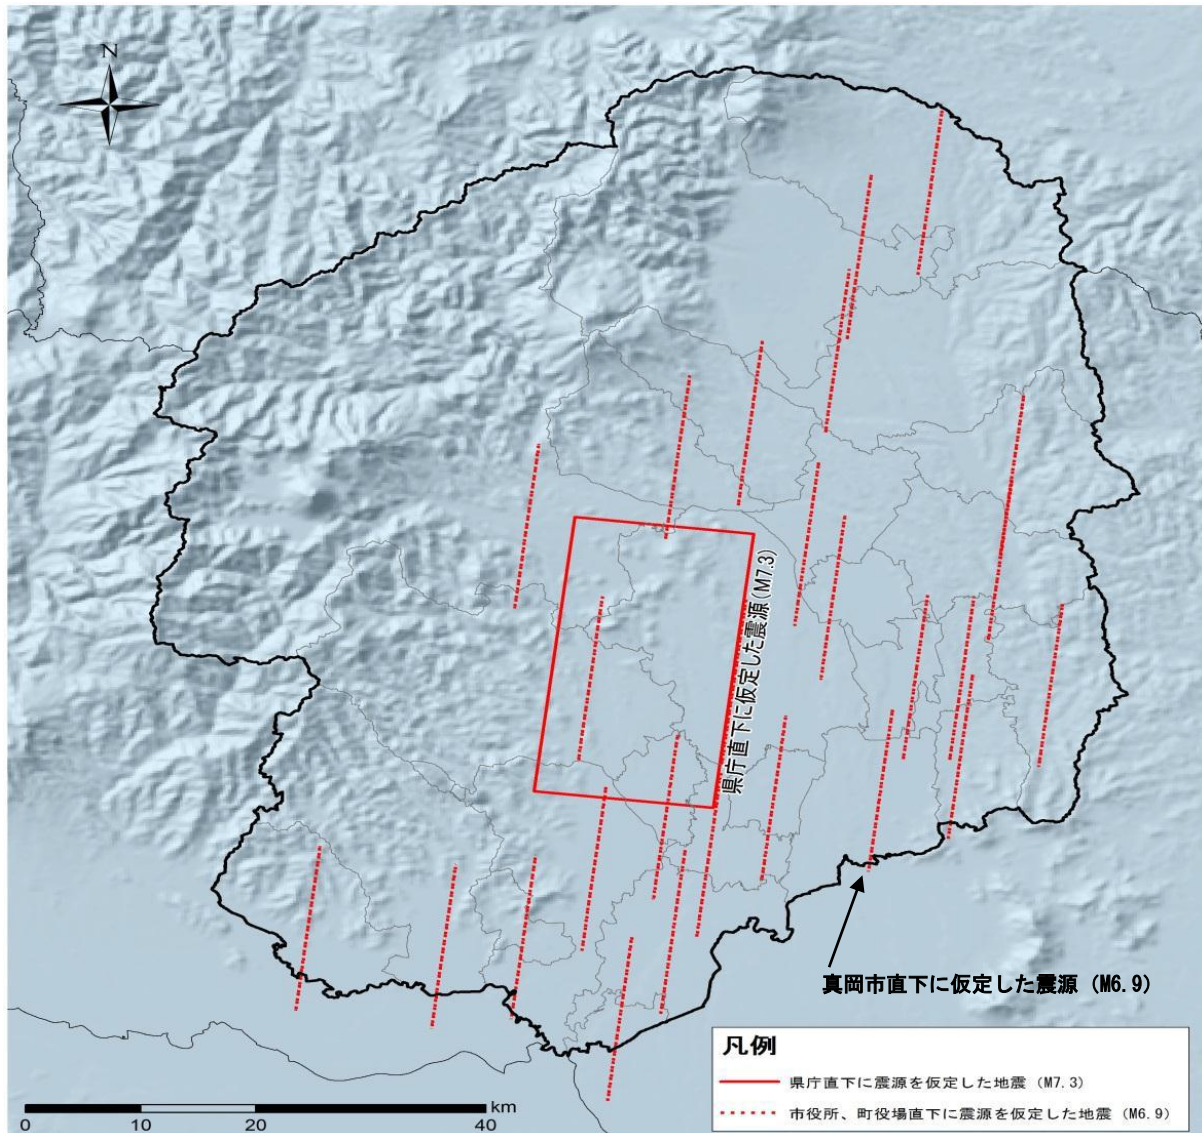 N
県庁直下に仮定した震源(M7.3)
真岡市直下に仮定した震源 (M6.9)
凡例
県庁直下に震源を仮定した地震 (M7.3)
市役所、町役場直下に震源を仮定した地震 (M6.9)
km
0 10 20 40